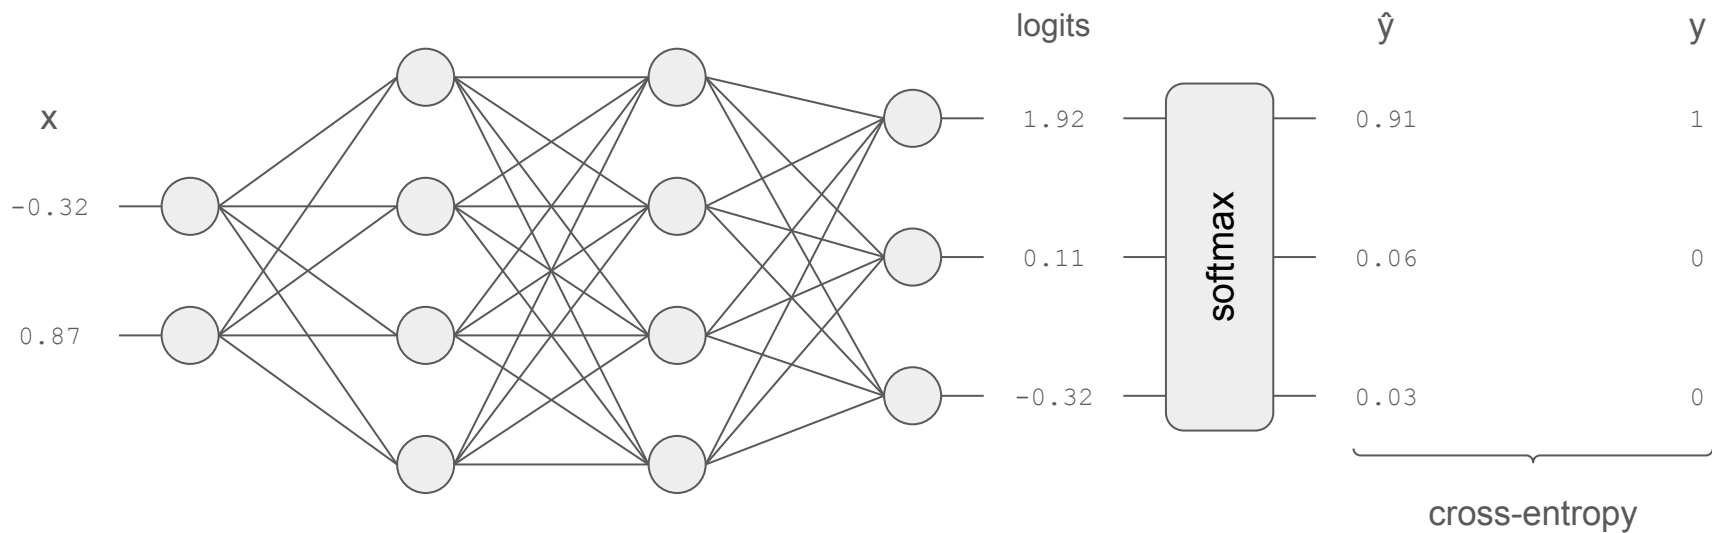 logits ŷ y
x
1.92 0.91 1
-0.32
0.11 softmax 0.06 0
0.87
-0.32 0.03 0
cross-entropy